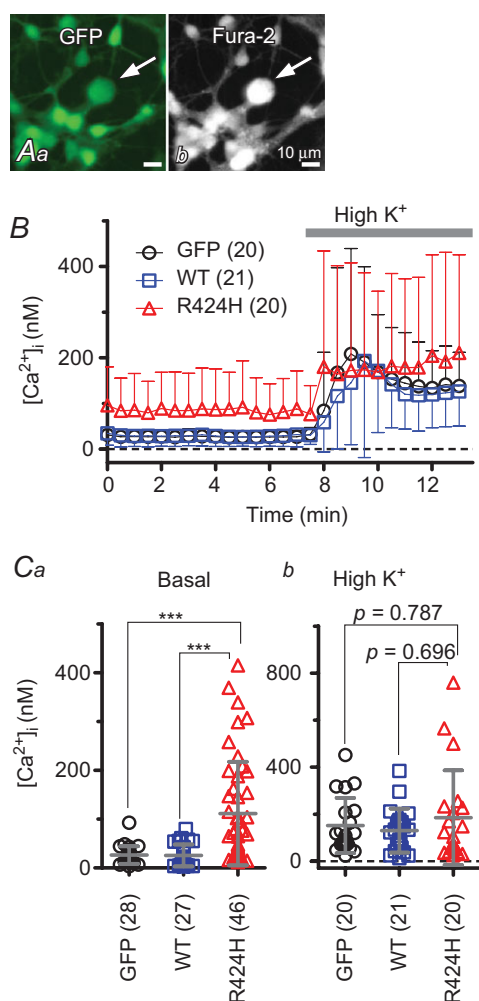 GFP
Fura-2
Aa
b
10 µm
B
High K⁺
GFP (20)
WT (21)
R424H (20)
[Ca²⁺]ᵢ (nM)
400
200
0
0 2 4 6 8 10 12
Time (min)
Ca
Basal
b
High K⁺
***
***
p = 0.787
p = 0.696
[Ca²⁺]ᵢ (nM)
400
200
0
800
400
0
GFP (28)
WT (27)
R424H (46)
GFP (20)
WT (21)
R424H (20)